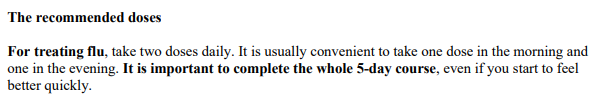 The recommended doses
For treating flu, take two doses daily. It is usually convenient to take one dose in the morning and
one in the evening. It is important to complete the whole 5-day course, even if you start to feel
better quickly.